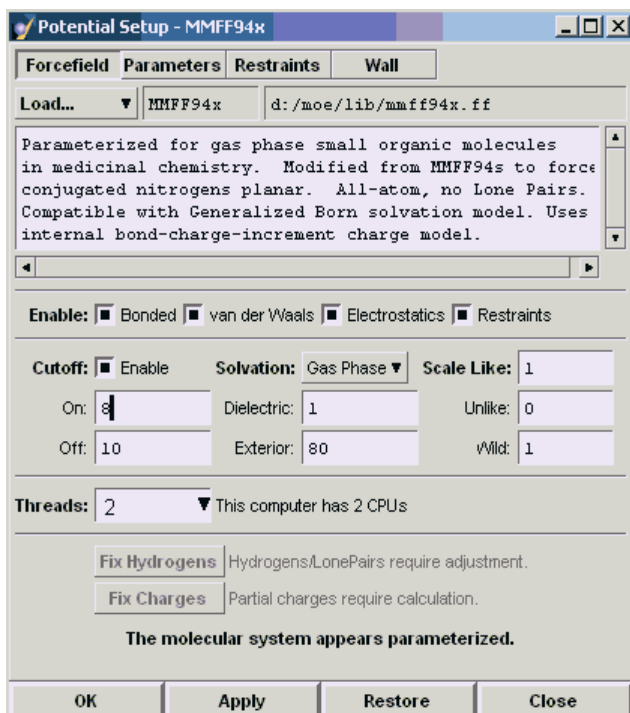 Potential Setup - MMFF94x
Forcefield Parameters Restraints Wall
Load... MMFF94x d:/moe/lib/mmff94x.ff
Parameterized for gas phase small organic molecules
in medicinal chemistry. Modified from MMFF94s to force
conjugated nitrogens planar. All-atom, no Lone Pairs.
Compatible with Generalized Born solvation model. Uses
internal bond-charge-increment charge model.
Enable: Bonded van der Waals Electrostatics Restraints
Cutoff: Enable Solvation: Gas Phase Scale Like: 1
On: 8 Dielectric: 1 Unlike: 0
Off: 10 Exterior: 80 Wild: 1
Threads: 2 This computer has 2 CPUs
Fix Hydrogens Hydrogens/LonePairs require adjustment.
Fix Charges Partial charges require calculation.
The molecular system appears parameterized.
OK Apply Restore Close